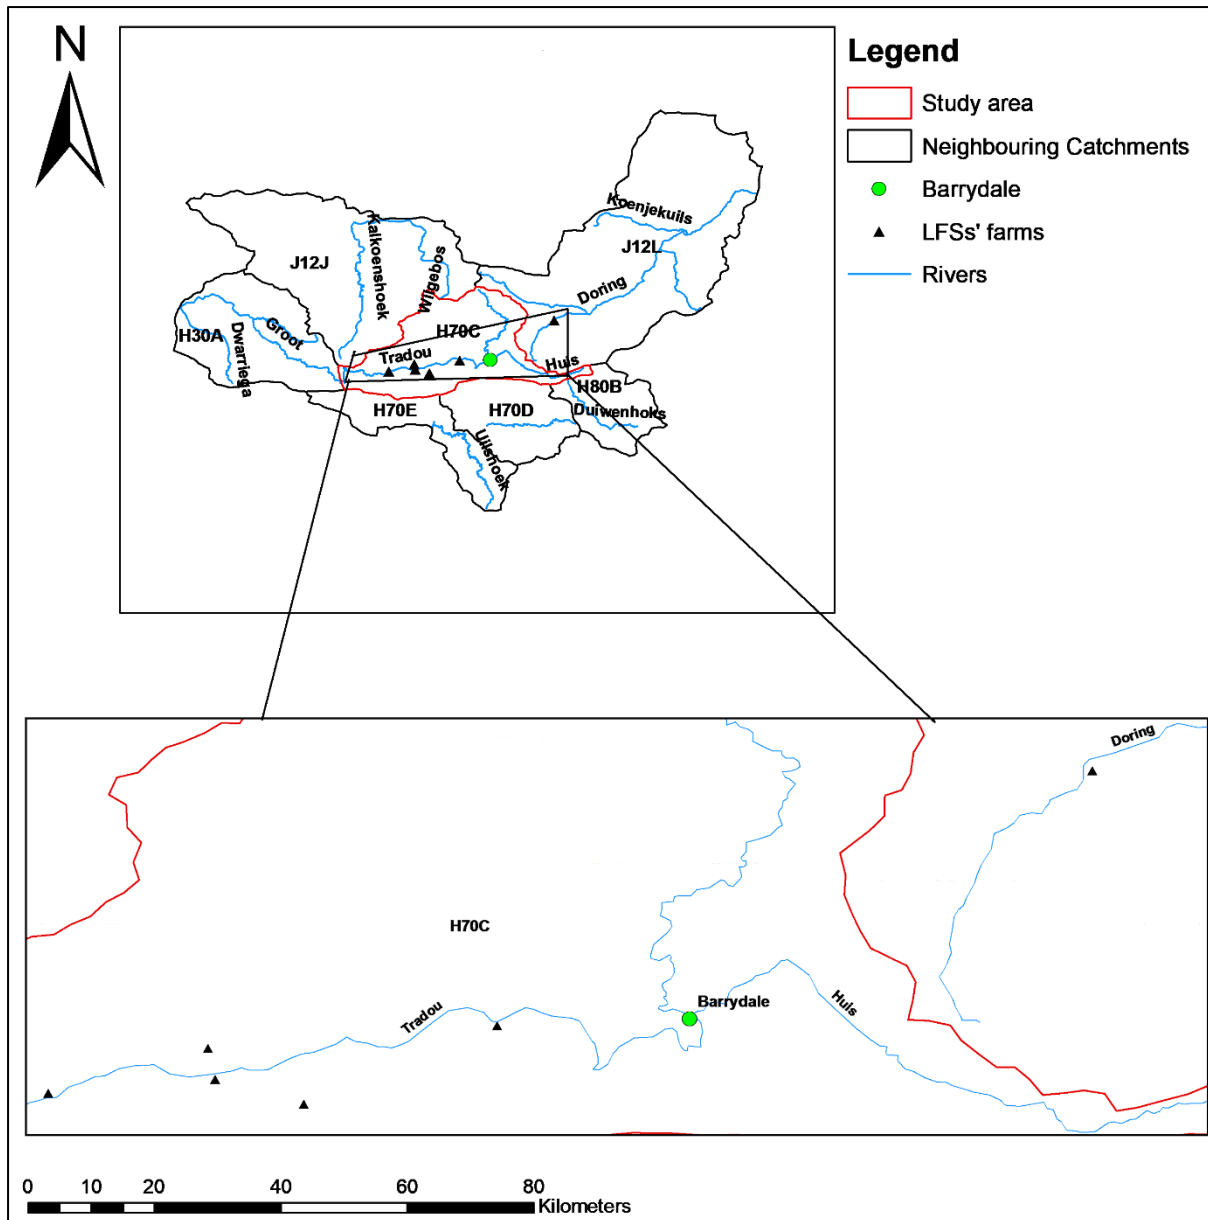 N
Legend
Study area
Neighbouring Catchments
Barrydale
LFSs' farms
Rivers
Koenjekuils
J12L
Kalkoenshoek
J12J
Wilgebos
Doring
H30A
Dwarriega
Groot
H70C
Tradou
Huis
H80B
H70E
H70D
Duiwenhoks
Uilshoek
Doring
H70C
Barrydale
Huis
Tradou
0 10 20 40 60 80
Kilometers